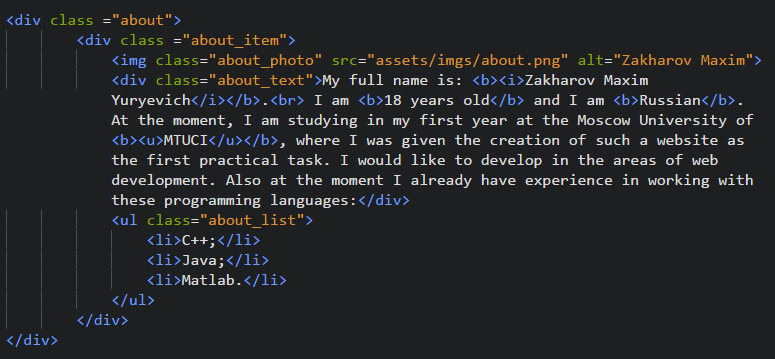 <div class ="about">
<div class ="about_item">
<img class="about_photo" src="assets/imgs/about.png" alt="Zakharov Maxim">
<div class="about_text">My full name is: <b><i>Zakharov Maxim
Yuryevich</i></b>.<br> I am <b>18 years old</b> and I am <b>Russian</b>.
At the moment, I am studying in my first year at the Moscow University of
<b><u>MTUCI</u></b>, where I was given the creation of such a website as
the first practical task. I would like to develop in the areas of web
development. Also at the moment I already have experience in working with
these programming languages:</div>
<ul class="about_list">
<li>C++;</li>
<li>Java;</li>
<li>Matlab.</li>
</ul>
</div>
</div>